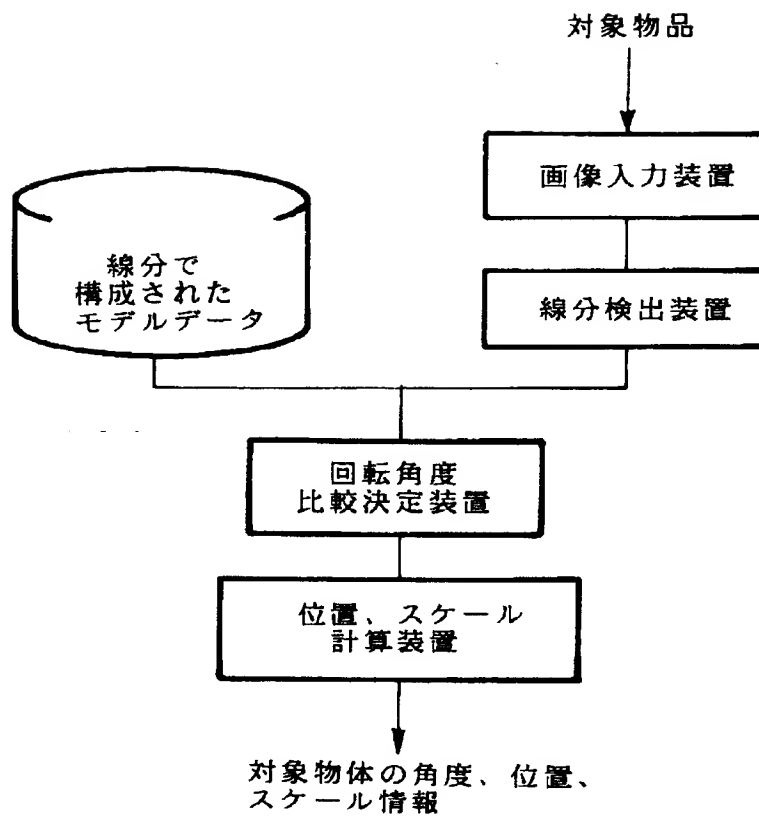 対象物品
画像入力装置
線分で
構成された
モデルデータ
線分検出装置
回転角度
比較決定装置
位置、スケール
計算装置
対象物体の角度、位置、
スケール情報